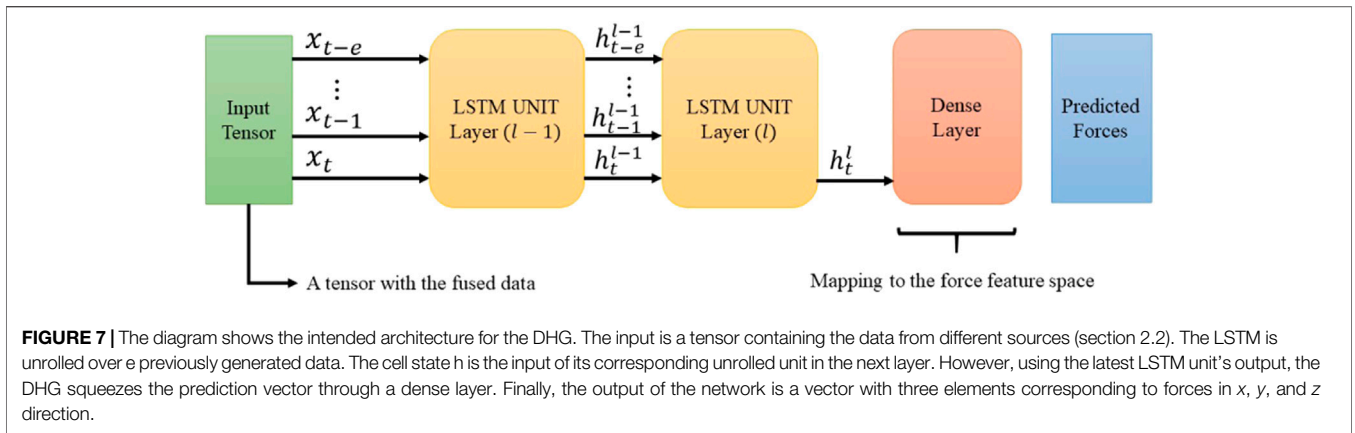 x_{t-e}
⋮
x_{t-1}
x_t
h_{t-e}^{l-1}
⋮
h_{t-1}^{l-1}
h_t^{l-1}
h_t^l
Input
Tensor
LSTM UNIT
Layer (l − 1)
LSTM UNIT
Layer (l)
Dense
Layer
Predicted
Forces
A tensor with the fused data
Mapping to the force feature space
FIGURE 7 | The diagram shows the intended architecture for the DHG. The input is a tensor containing the data from different sources (section 2.2). The LSTM is
unrolled over e previously generated data. The cell state h is the input of its corresponding unrolled unit in the next layer. However, using the latest LSTM unit's output, the
DHG squeezes the prediction vector through a dense layer. Finally, the output of the network is a vector with three elements corresponding to forces in x, y, and z
direction.